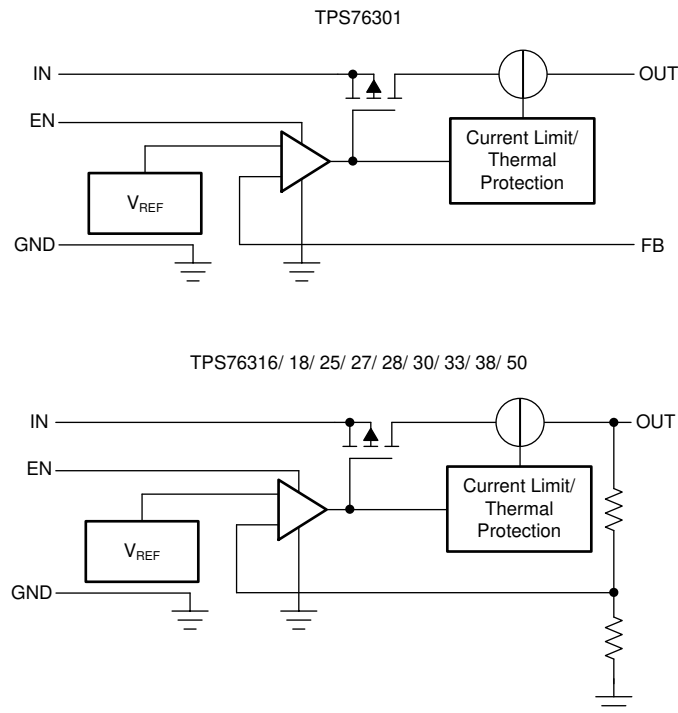 TPS76301
IN
OUT
EN
Current Limit/
Thermal
Protection
VREF
GND
FB
TPS76316/ 18/ 25/ 27/ 28/ 30/ 33/ 38/ 50
IN
OUT
EN
Current Limit/
Thermal
Protection
VREF
GND